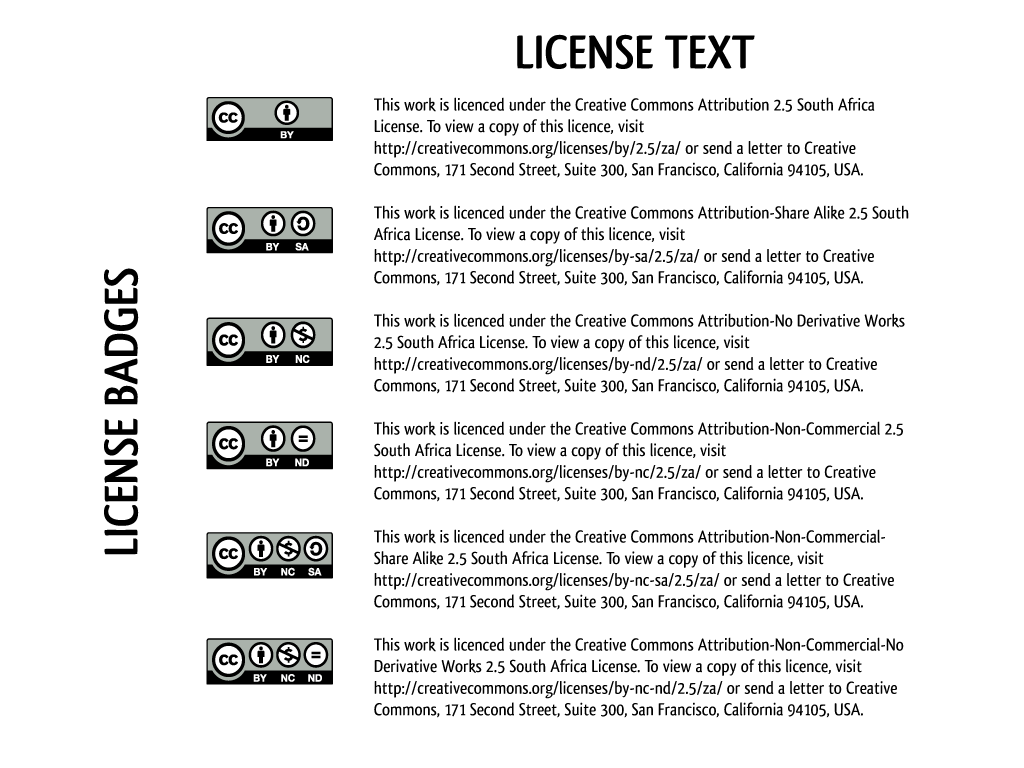 LICENSE TEXT
LICENSE BADGES
cc
BY
This work is licenced under the Creative Commons Attribution 2.5 South Africa
License. To view a copy of this licence, visit
http://creativecommons.org/licenses/by/2.5/za/ or send a letter to Creative
Commons, 171 Second Street, Suite 300, San Francisco, California 94105, USA.
cc
BY SA
This work is licenced under the Creative Commons Attribution-Share Alike 2.5 South
Africa License. To view a copy of this licence, visit
http://creativecommons.org/licenses/by-sa/2.5/za/ or send a letter to Creative
Commons, 171 Second Street, Suite 300, San Francisco, California 94105, USA.
cc $
BY NC
This work is licenced under the Creative Commons Attribution-No Derivative Works
2.5 South Africa License. To view a copy of this licence, visit
http://creativecommons.org/licenses/by-nd/2.5/za/ or send a letter to Creative
Commons, 171 Second Street, Suite 300, San Francisco, California 94105, USA.
cc =
BY ND
This work is licenced under the Creative Commons Attribution-Non-Commercial 2.5
South Africa License. To view a copy of this licence, visit
http://creativecommons.org/licenses/by-nc/2.5/za/ or send a letter to Creative
Commons, 171 Second Street, Suite 300, San Francisco, California 94105, USA.
cc $
BY NC SA
This work is licenced under the Creative Commons Attribution-Non-Commercial-
Share Alike 2.5 South Africa License. To view a copy of this licence, visit
http://creativecommons.org/licenses/by-nc-sa/2.5/za/ or send a letter to Creative
Commons, 171 Second Street, Suite 300, San Francisco, California 94105, USA.
cc $ =
BY NC ND
This work is licenced under the Creative Commons Attribution-Non-Commercial-No
Derivative Works 2.5 South Africa License. To view a copy of this licence, visit
http://creativecommons.org/licenses/by-nc-nd/2.5/za/ or send a letter to Creative
Commons, 171 Second Street, Suite 300, San Francisco, California 94105, USA.